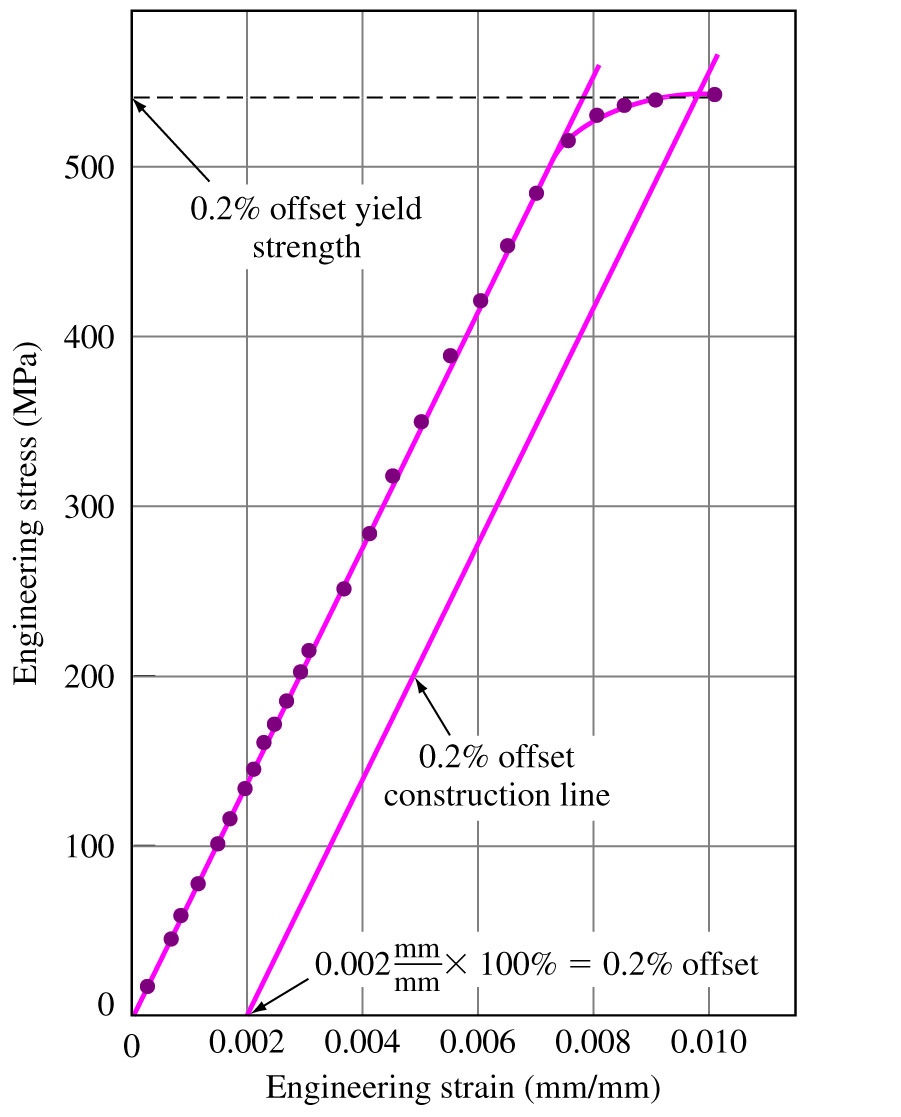 500
400
300
200
100
0
0
0.002
0.004
0.006
0.008
0.010
Engineering stress (MPa)
Engineering strain (mm/mm)
0.2% offset yield
strength
0.2% offset
construction line
0.002 mm/mm × 100% = 0.2% offset